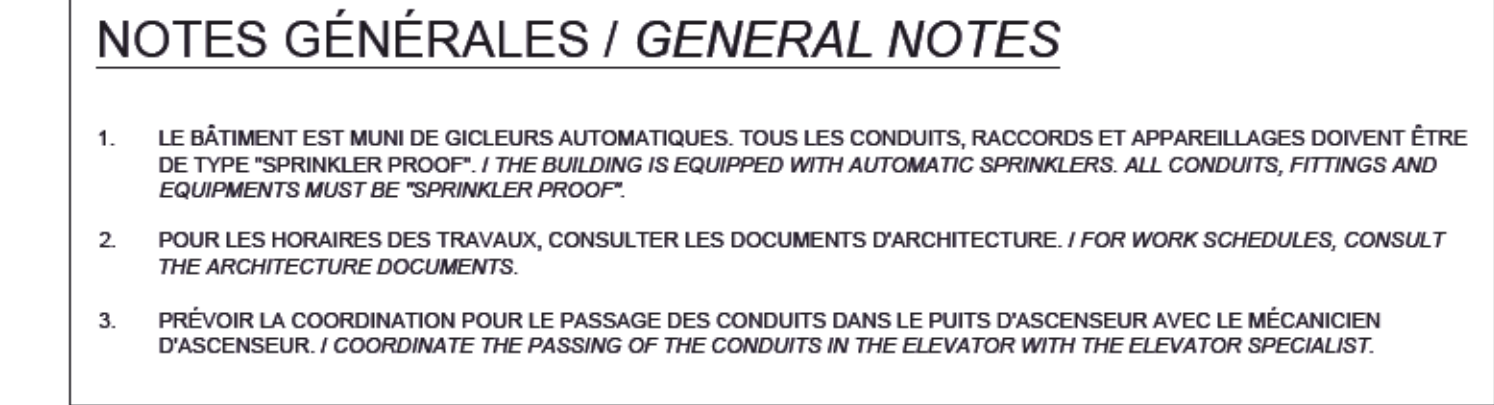 NOTES GÉNÉRALES / GENERAL NOTES
1. LE BÂTIMENT EST MUNI DE GICLEURS AUTOMATIQUES. TOUS LES CONDUITS, RACCORDS ET APPAREILLAGES DOIVENT ÊTRE
DE TYPE "SPRINKLER PROOF". / THE BUILDING IS EQUIPPED WITH AUTOMATIC SPRINKLERS. ALL CONDUITS, FITTINGS AND
EQUIPMENTS MUST BE "SPRINKLER PROOF".
2. POUR LES HORAIRES DES TRAVAUX, CONSULTER LES DOCUMENTS D'ARCHITECTURE. / FOR WORK SCHEDULES, CONSULT
THE ARCHITECTURE DOCUMENTS.
3. PRÉVOIR LA COORDINATION POUR LE PASSAGE DES CONDUITS DANS LE PUITS D'ASCENSEUR AVEC LE MÉCANICIEN
D'ASCENSEUR. / COORDINATE THE PASSING OF THE CONDUITS IN THE ELEVATOR WITH THE ELEVATOR SPECIALIST.